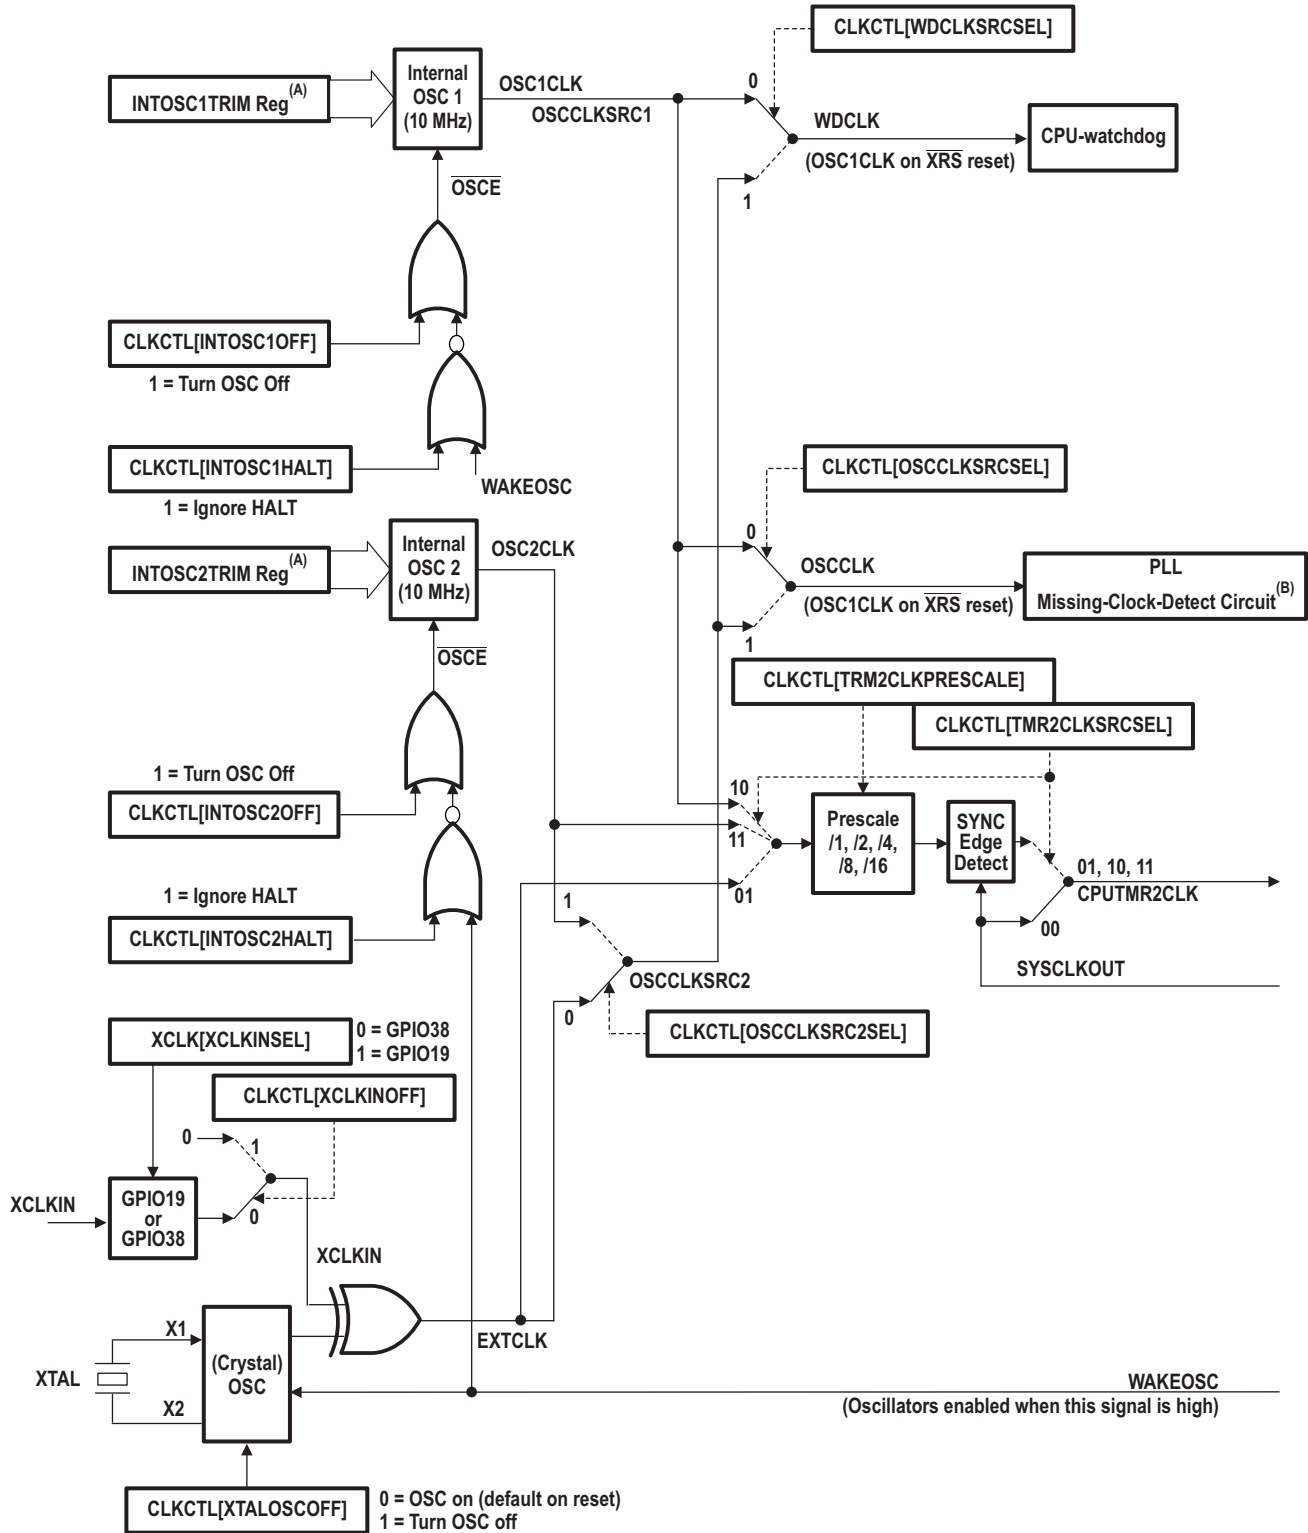 CLKCTL[WDCLKSRCSEL]
INTOSC1TRIM Reg(A)
Internal
OSC 1
(10 MHz)
OSC1CLK
OSCCLKSRC1
0
WDCLK
(OSC1CLK on XRS reset)
1
CPU-watchdog
OSCE
CLKCTL[INTOSC1OFF]
1 = Turn OSC Off
CLKCTL[INTOSC1HALT]
1 = Ignore HALT
WAKEOSC
CLKCTL[OSCCLKSRCSEL]
INTOSC2TRIM Reg(A)
Internal
OSC 2
(10 MHz)
OSC2CLK
0
OSCCLK
(OSC1CLK on XRS reset)
1
PLL
Missing-Clock-Detect Circuit(B)
OSCE
CLKCTL[TRM2CLKPRESCALE]
CLKCTL[TMR2CLKSRCSEL]
1 = Turn OSC Off
CLKCTL[INTOSC2OFF]
10
11
01
Prescale
/1, /2, /4,
/8, /16
SYNC
Edge
Detect
01, 10, 11
CPUTMR2CLK
00
SYSCLKOUT
1 = Ignore HALT
CLKCTL[INTOSC2HALT]
1
OSCCLKSRC2
0
CLKCTL[OSCCLKSRC2SEL]
XCLK[XCLKINSEL]
0 = GPIO38
1 = GPIO19
CLKCTL[XCLKINOFF]
0
1
0
XCLKIN
GPIO19
or
GPIO38
XCLKIN
EXTCLK
XTAL
X1
X2
(Crystal)
OSC
WAKEOSC
(Oscillators enabled when this signal is high)
CLKCTL[XTALOSCOFF]
0 = OSC on (default on reset)
1 = Turn OSC off